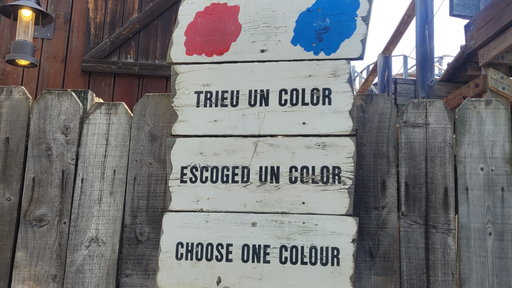 TRIEU UN COLOR
ESCOGED UN COLOR
CHOOSE ONE COLOUR